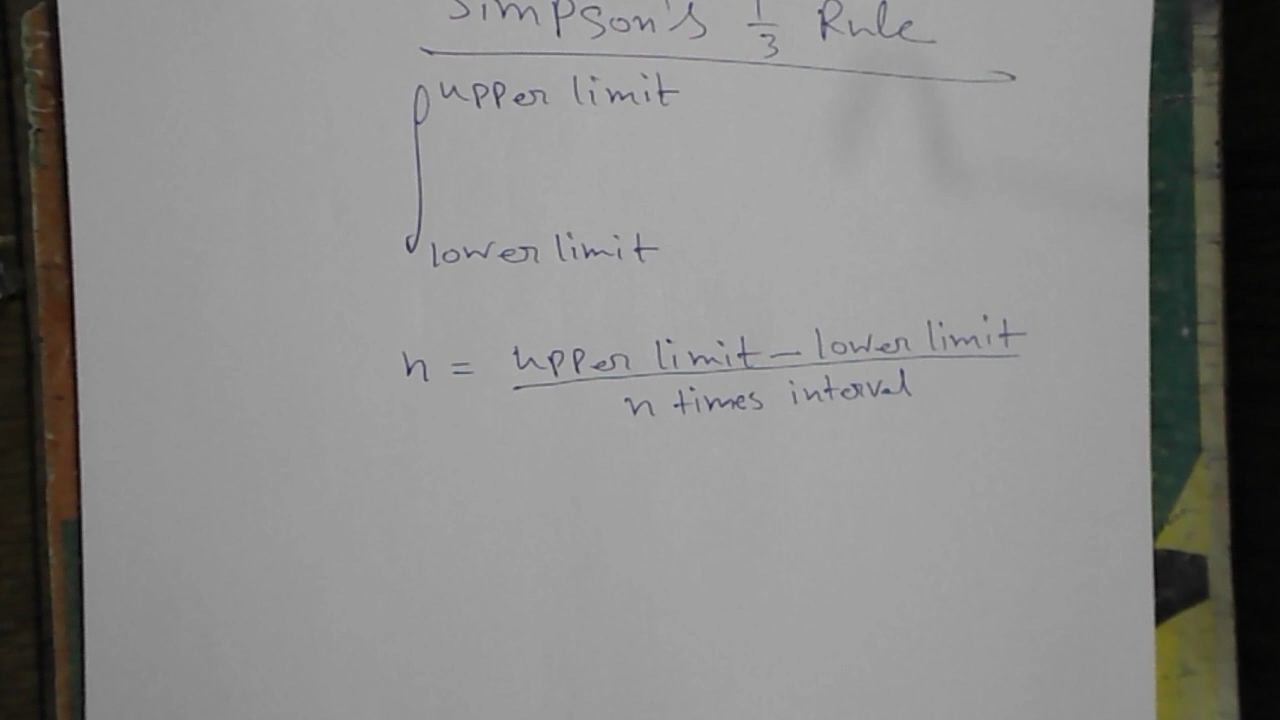 Simpson's 1/3 Rule
∫ upper limit
lower limit
h = upper limit - lower limit
n times interval